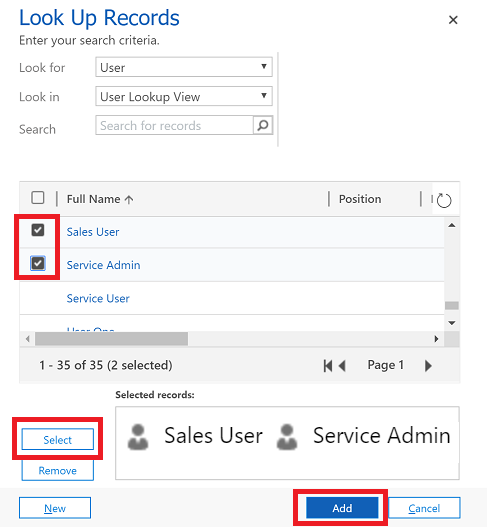 Look Up Records
Enter your search criteria.
Look for User
Look in User Lookup View
Search Search for records
Full Name Position
Sales User
Service Admin
Service User
User One
1 - 35 of 35 (2 selected) Page 1
Selected records:
Select Sales User Service Admin
Remove
New Add Cancel